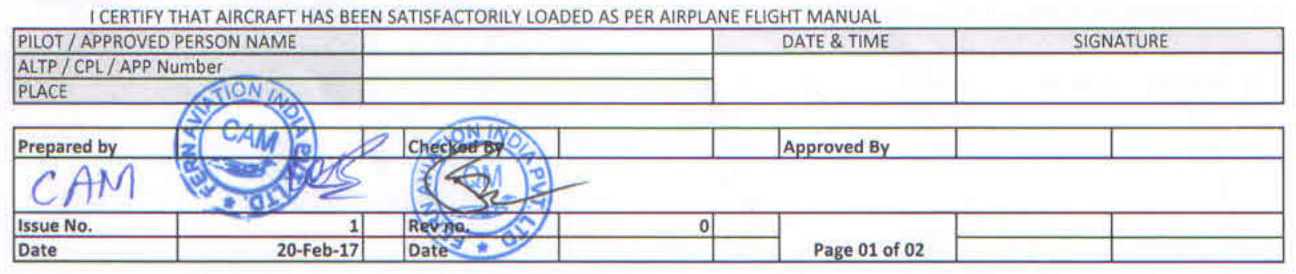 I CERTIFY THAT AIRCRAFT HAS BEEN SATISFACTORILY LOADED AS PER AIRPLANE FLIGHT MANUAL
PILOT / APPROVED PERSON NAME DATE & TIME SIGNATURE
ALTP / CPL / APP Number
PLACE
Prepared by Checked By Approved By
CAM
FERN AVIATION INDIA PVT. LTD.
CAM
FERN AVIATION INDIA PVT. LTD.
QM
Issue No. 1 Rev no. 0
Date 20-Feb-17 Date Page 01 of 02